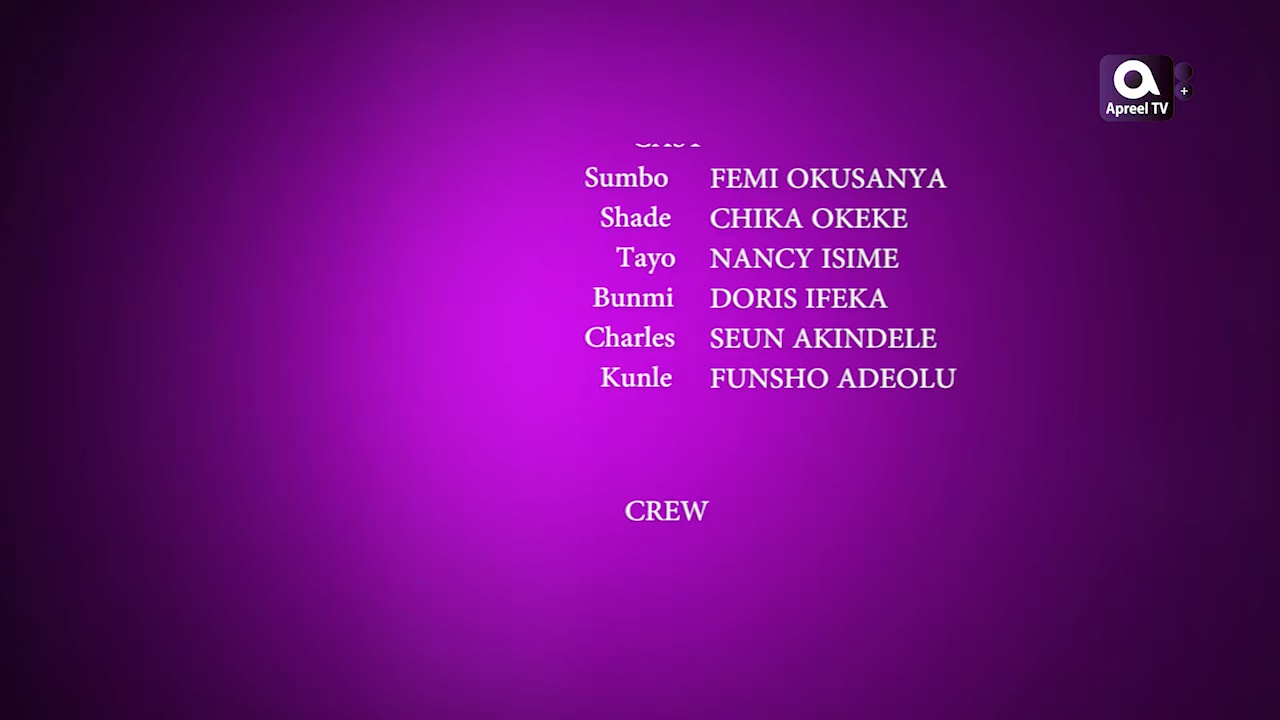 Apreel TV
+
CAST
Sumbo FEMI OKUSANYA
Shade CHIKA OKEKE
Tayo NANCY ISIME
Bunmi DORIS IFEKA
Charles SEUN AKINDELE
Kunle FUNSHO ADEOLU
CREW